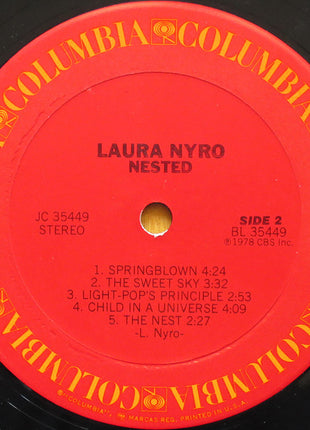 COLUMBIA COLUMBIA
COLUMBIA COLUMBIA
COLUMBIA COLUMBIA
LAURA NYRO
NESTED
JC 35449
STEREO
SIDE 2
BL 35449
℗ 1978 CBS Inc.
1. SPRINGBLOWN 4:24
2. THE SWEET SKY 3:32
3. LIGHT-POP'S PRINCIPLE 2:53
4. CHILD IN A UNIVERSE 4:09
5. THE NEST 2:27
-L. Nyro-
"COLUMBIA", MARCAS REG. PRINTED IN U.S.A.